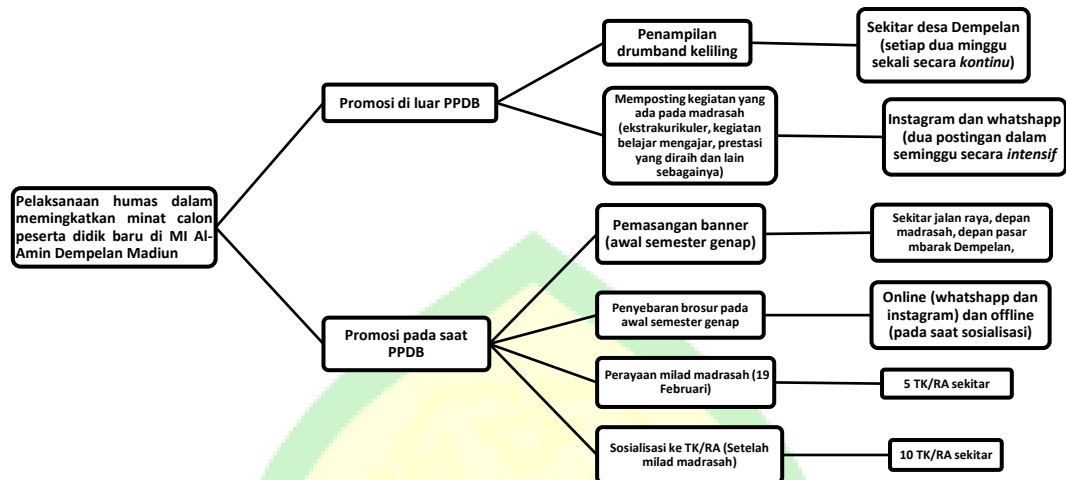 Pelaksanaan humas dalam
memingkatkan minat calon
peserta didik baru di MI Al-
Amin Dempelan Madiun
Promosi di luar PPDB
Penampilan
drumband keliling
Sekitar desa Dempelan
(setiap dua minggu
sekali secara kontinu)
Memposting kegiatan yang
ada pada madrasah
(ekstrakurikuler, kegiatan
belajar mengajar, prestasi
yang diraih dan lain
sebagainya)
Instagram dan whatshapp
(dua postingan dalam
seminggu secara intensif
Promosi pada saat
PPDB
Pemasangan banner
(awal semester genap)
Sekitar jalan raya, depan
madrasah, depan pasar
mbarak Dempelan,
Penyebaran brosur pada
awal semester genap
Online (whatshapp dan
instagram) dan offline
(pada saat sosialisasi)
Perayaan milad madrasah (19
Februari)
5 TK/RA sekitar
Sosialisasi ke TK/RA (Setelah
milad madrasah)
10 TK/RA sekitar